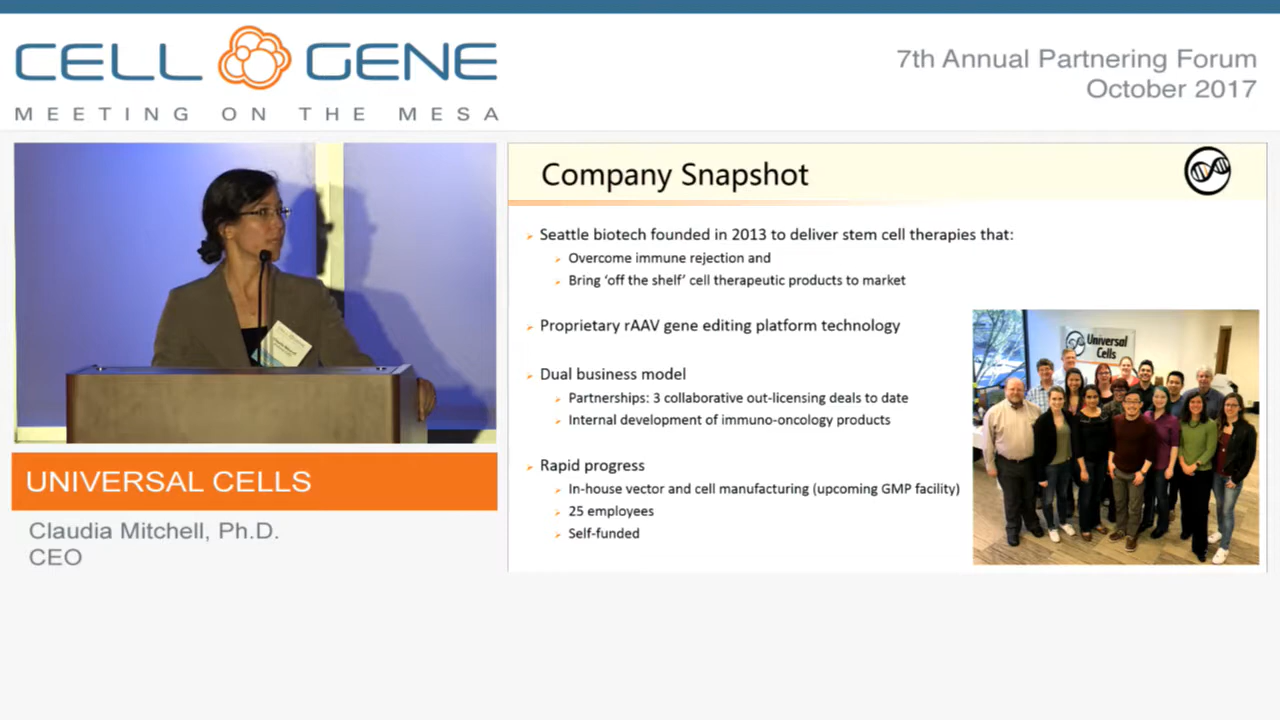 CELL GENE
MEETING ON THE MESA
7th Annual Partnering Forum
October 2017
Company Snapshot
Seattle biotech founded in 2013 to deliver stem cell therapies that:
Overcome immune rejection and
Bring ‘off the shelf’ cell therapeutic products to market
Proprietary rAAV gene editing platform technology
Dual business model
Partnerships: 3 collaborative out-licensing deals to date
Internal development of immuno-oncology products
Rapid progress
In-house vector and cell manufacturing (upcoming GMP facility)
25 employees
Self-funded
Universal
Cells
UNIVERSAL CELLS
Claudia Mitchell, Ph.D.
CEO